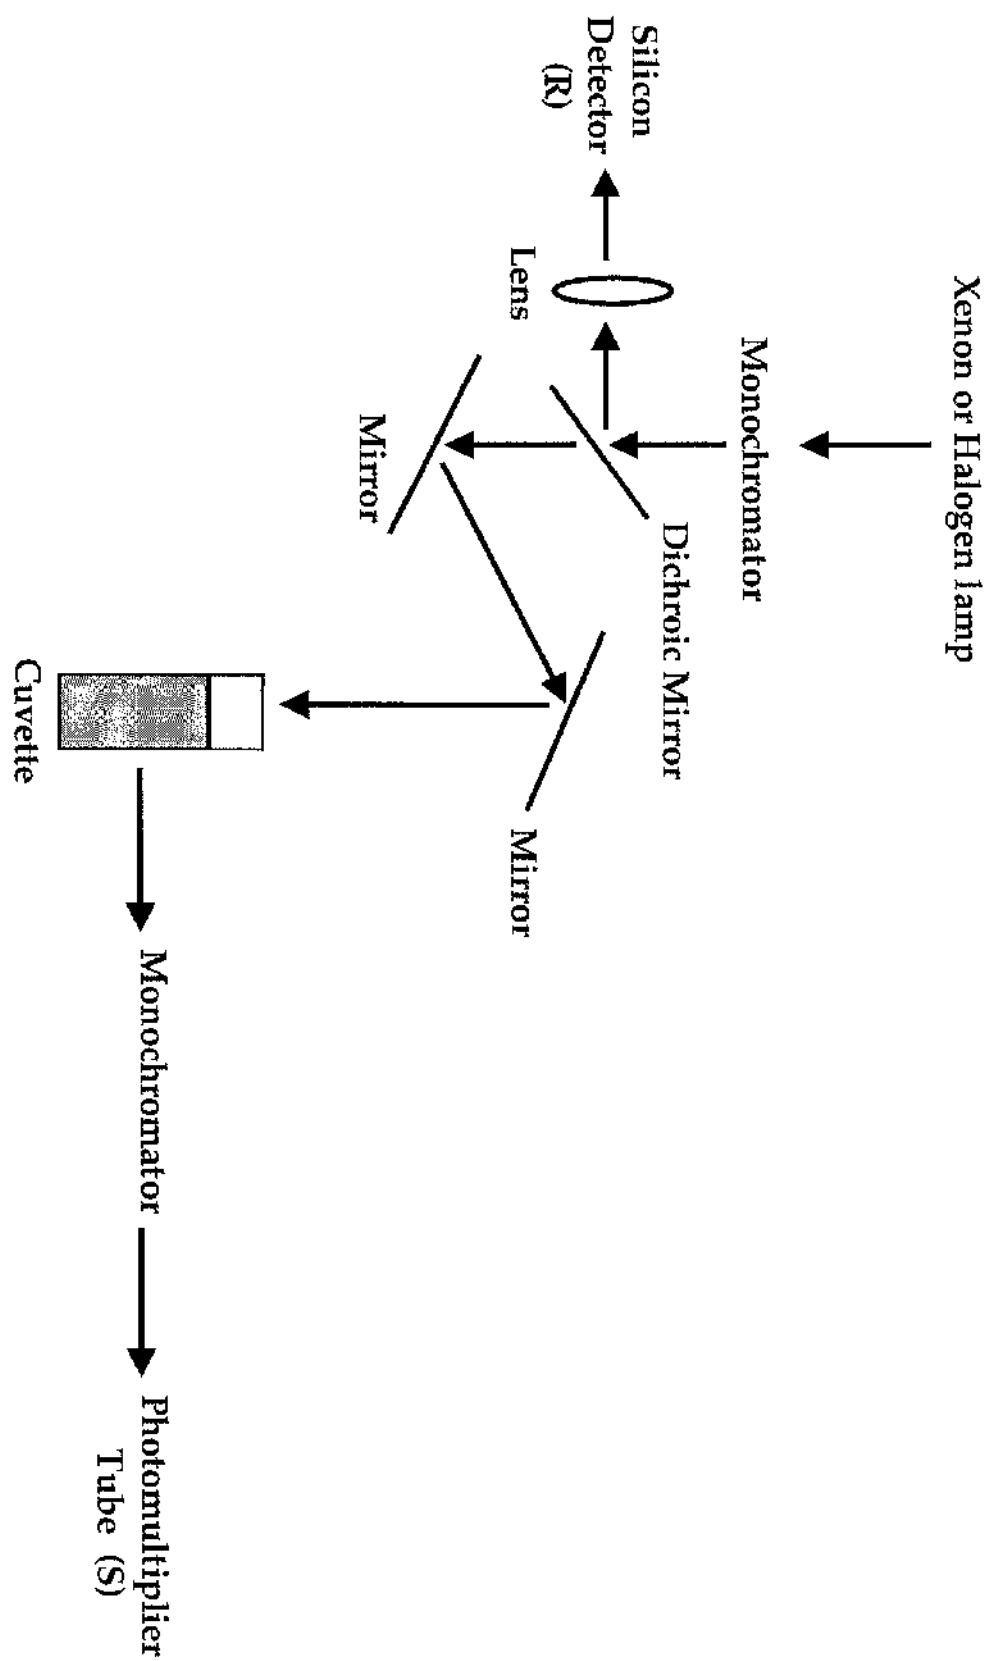 Xenon or Halogen lamp
Monochromator
Silicon
Detector
(R)
Lens
Dichroic Mirror
Mirror
Mirror
Cuvette
Monochromator
Photomultiplier
Tube (S)